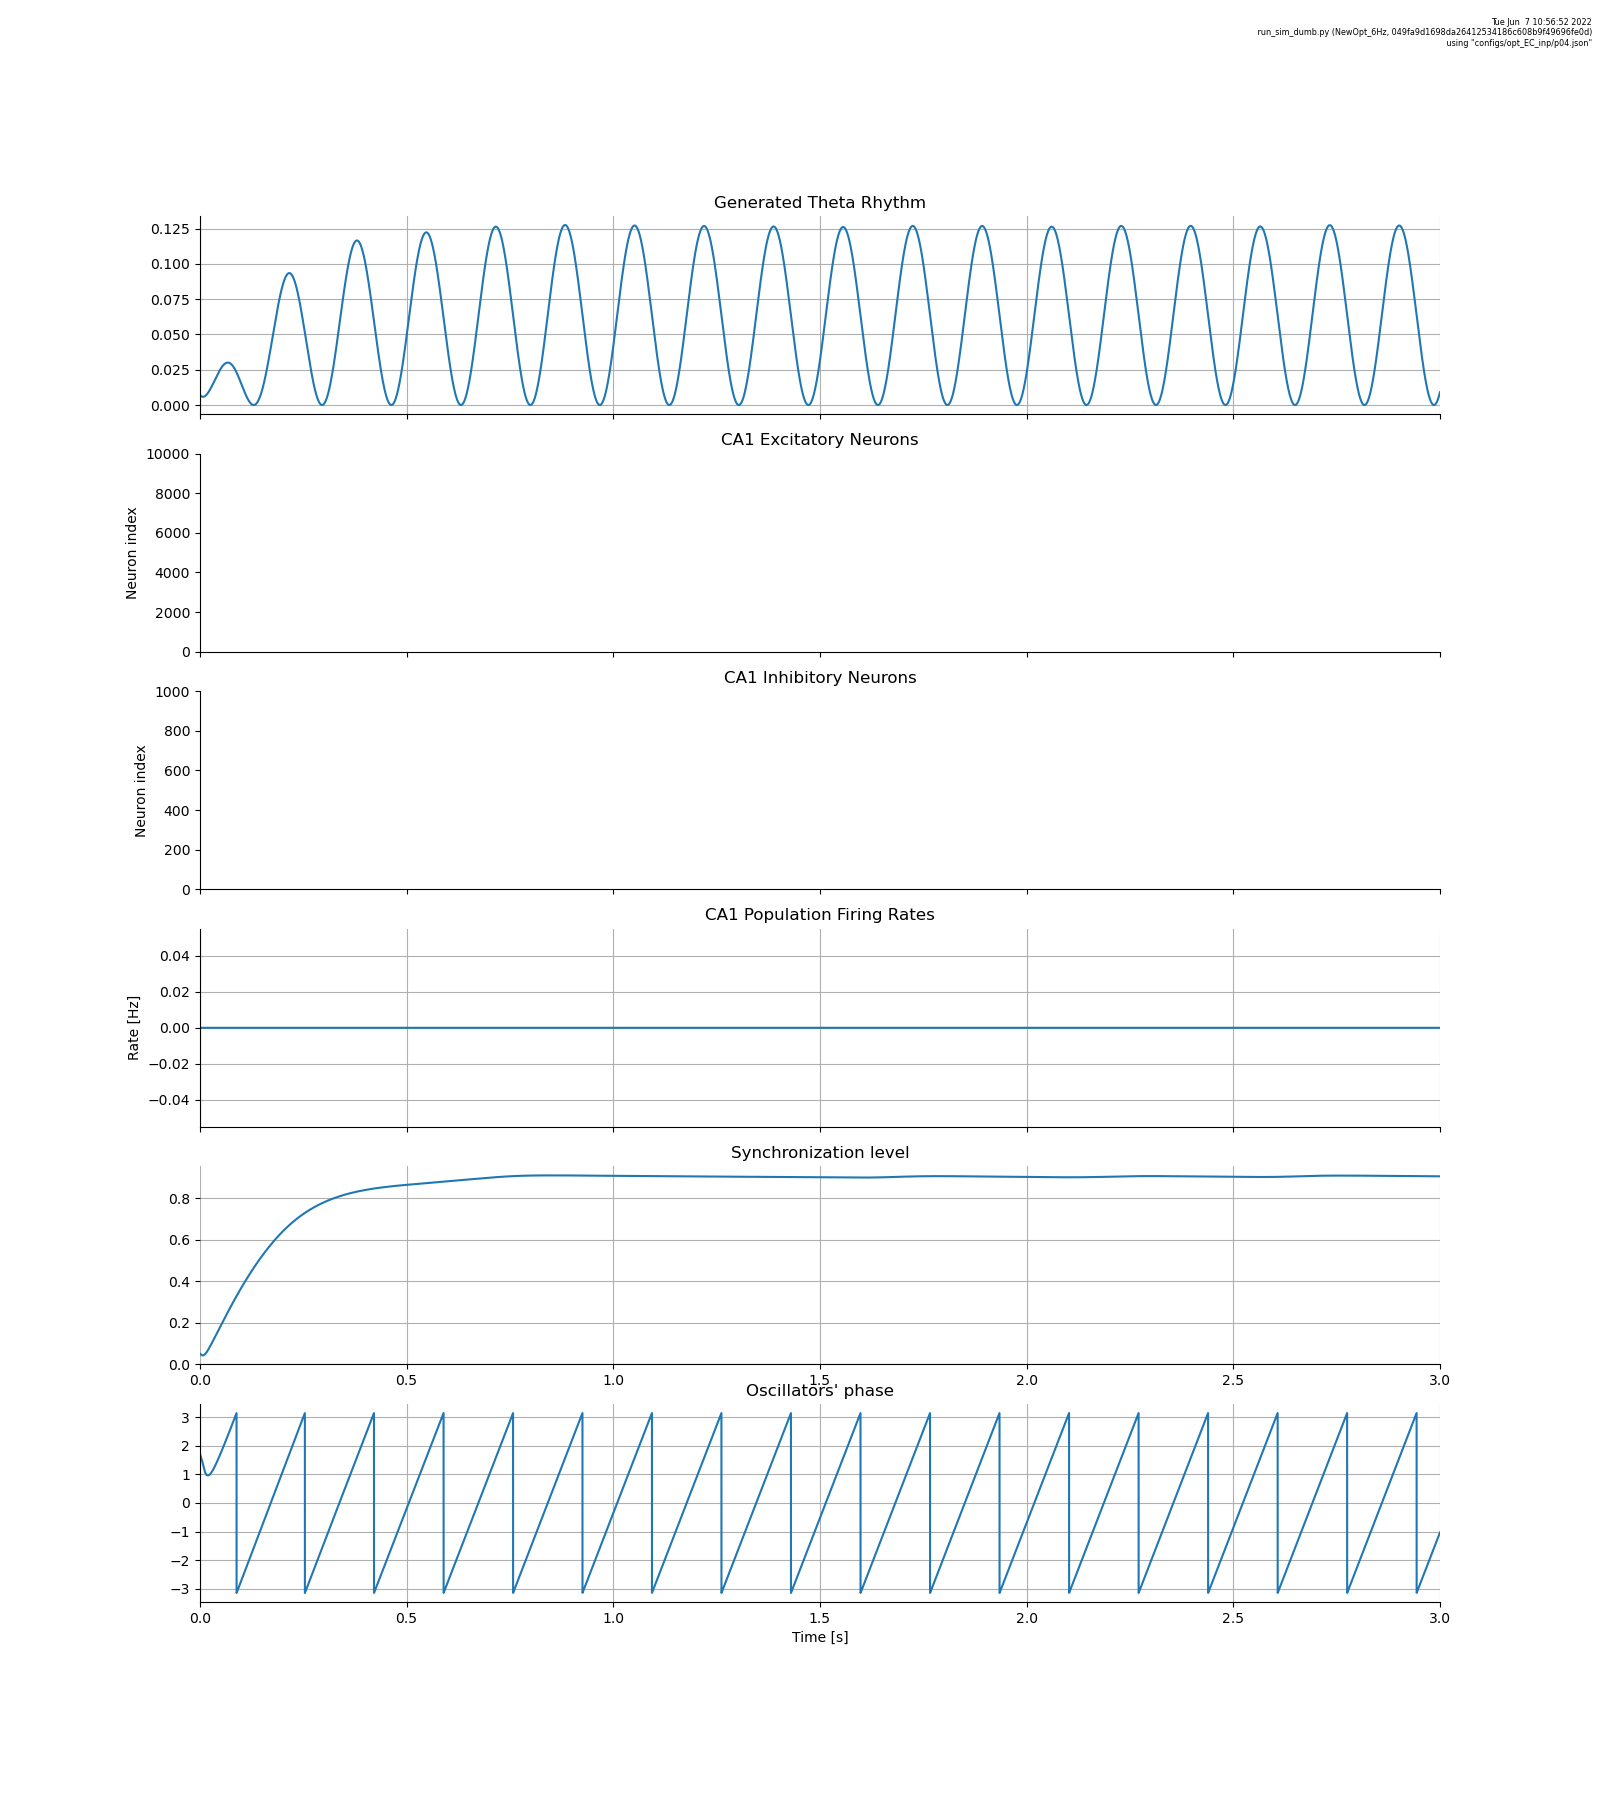 Tue Jun  7 10:56:52 2022
run_sim_dumb.py (NewOpt_6Hz, 049fa9d1698da26412534186c608b9f49696fe0d)
using "configs/opt_EC_inp/p04.json"
Generated Theta Rhythm
0.125
0.100
0.075
0.050
0.025
0.000
CA1 Excitatory Neurons
10000
8000
6000
4000
2000
0
Neuron index
CA1 Inhibitory Neurons
1000
800
600
400
200
0
Neuron index
CA1 Population Firing Rates
0.04
0.02
0.00
−0.02
−0.04
Rate [Hz]
Synchronization level
0.8
0.6
0.4
0.2
0.0
0.0 0.5 1.0 1.5 2.0 2.5 3.0
Oscillators' phase
3
2
1
0
−1
−2
−3
0.0 0.5 1.0 1.5 2.0 2.5 3.0
Time [s]